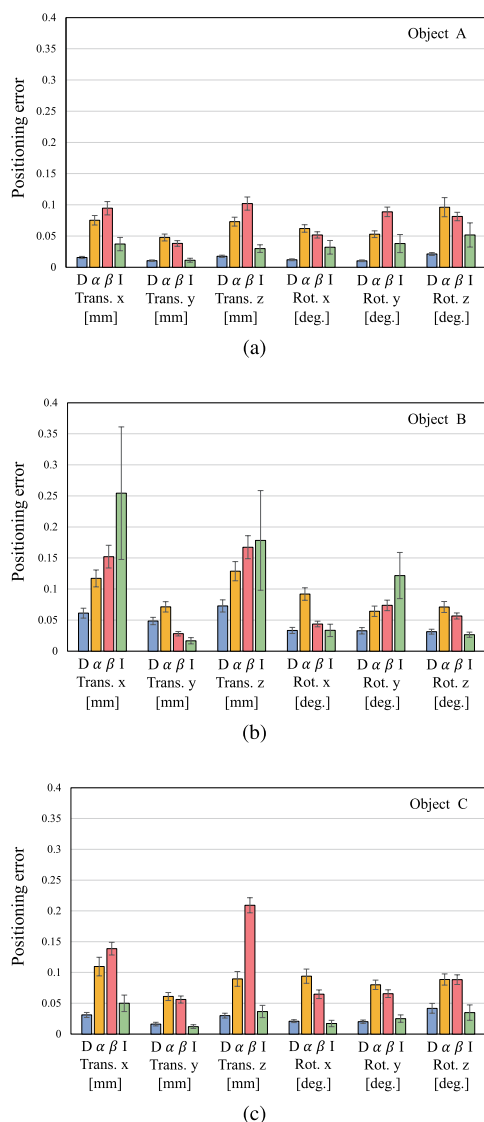 Object A
Positioning error
0.4
0.35
0.3
0.25
0.2
0.15
0.1
0.05
0
D α β I D α β I D α β I D α β I D α β I D α β I
Trans. x Trans. y Trans. z Rot. x Rot. y Rot. z
[mm] [mm] [mm] [deg.] [deg.] [deg.]
(a)
Object B
Positioning error
0.4
0.35
0.3
0.25
0.2
0.15
0.1
0.05
0
D α β I D α β I D α β I D α β I D α β I D α β I
Trans. x Trans. y Trans. z Rot. x Rot. y Rot. z
[mm] [mm] [mm] [deg.] [deg.] [deg.]
(b)
Object C
Positioning error
0.4
0.35
0.3
0.25
0.2
0.15
0.1
0.05
0
D α β I D α β I D α β I D α β I D α β I D α β I
Trans. x Trans. y Trans. z Rot. x Rot. y Rot. z
[mm] [mm] [mm] [deg.] [deg.] [deg.]
(c)